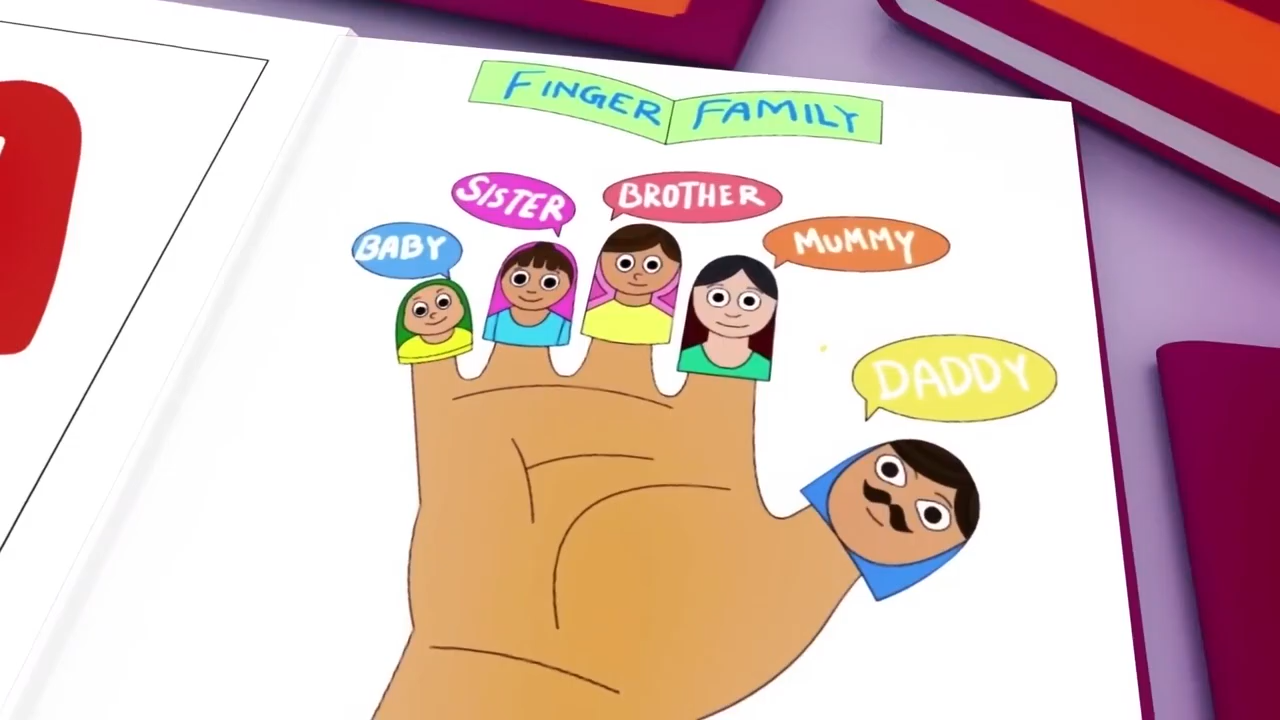 FINGER FAMILY
SISTER
BROTHER
BABY
MUMMY
DADDY